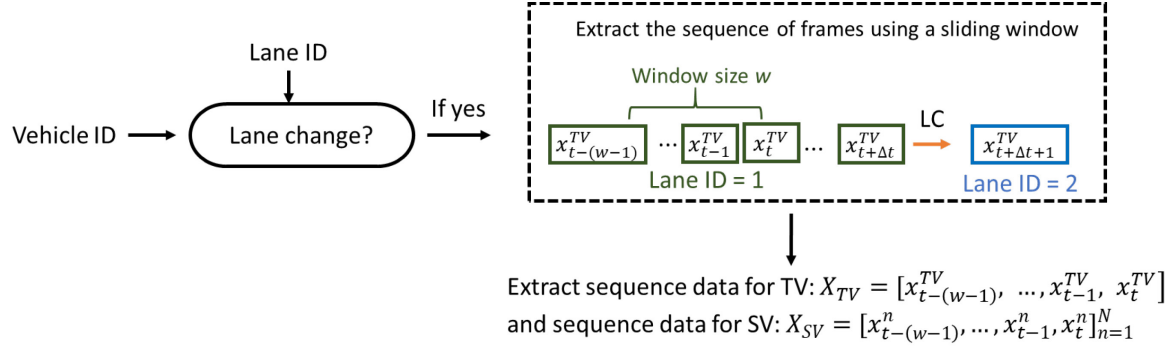 Lane ID
Vehicle ID
Lane change?
If yes
Extract the sequence of frames using a sliding window
Window size w
x_{t-(w-1)}^{TV} ... x_{t-1}^{TV} x_t^{TV} ... x_{t+Δt}^{TV} LC x_{t+Δt+1}^{TV}
Lane ID = 1 Lane ID = 2
Extract sequence data for TV: X_{TV} = [x_{t-(w-1)}^{TV}, ..., x_{t-1}^{TV}, x_t^{TV}]
and sequence data for SV: X_{SV} = [x_{t-(w-1)}^n, ..., x_{t-1}^n, x_t^n]_{n=1}^N